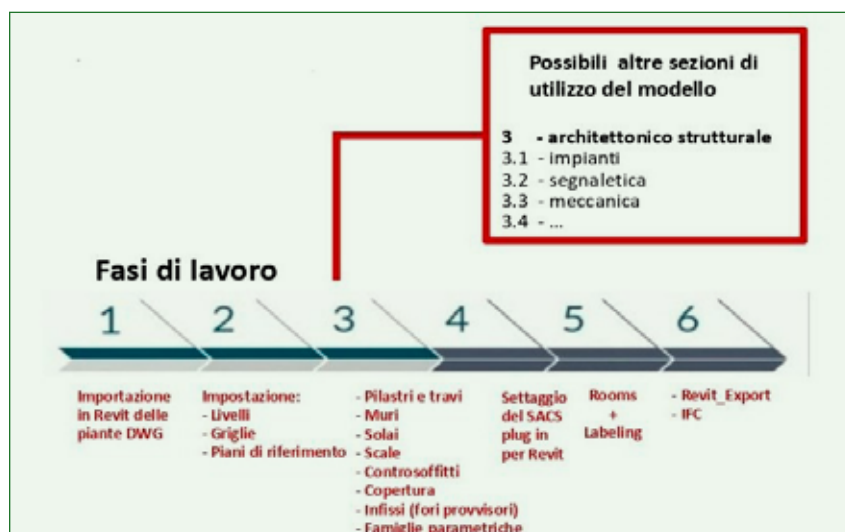 Possibili altre sezioni di
utilizzo del modello
3 - architettonico strutturale
3.1 - impianti
3.2 - segnaletica
3.3 - meccanica
3.4 - ...
Fasi di lavoro
1 2 3 4 5 6
Importazione
in Revit delle
piante DWG
Impostazione:
- Livelli
- Griglie
- Piani di riferimento
- Pilastri e travi
- Muri
- Solai
- Scale
- Controsoffitti
- Copertura
- Infissi (fori provvisori)
- Famiglie parametriche
Settaggio
del SACS
plug in
per Revit
Rooms
+
Labeling
- Revit_Export
- IFC